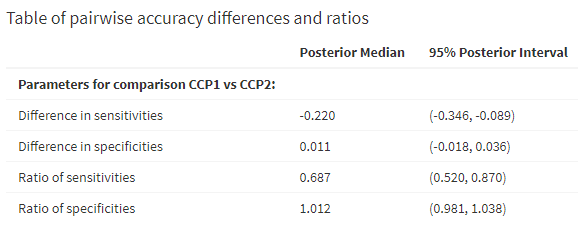 Table of pairwise accuracy differences and ratios
Posterior Median 95% Posterior Interval
Parameters for comparison CCP1 vs CCP2:
Difference in sensitivities -0.220 (-0.346, -0.089)
Difference in specificities 0.011 (-0.018, 0.036)
Ratio of sensitivities 0.687 (0.520, 0.870)
Ratio of specificities 1.012 (0.981, 1.038)